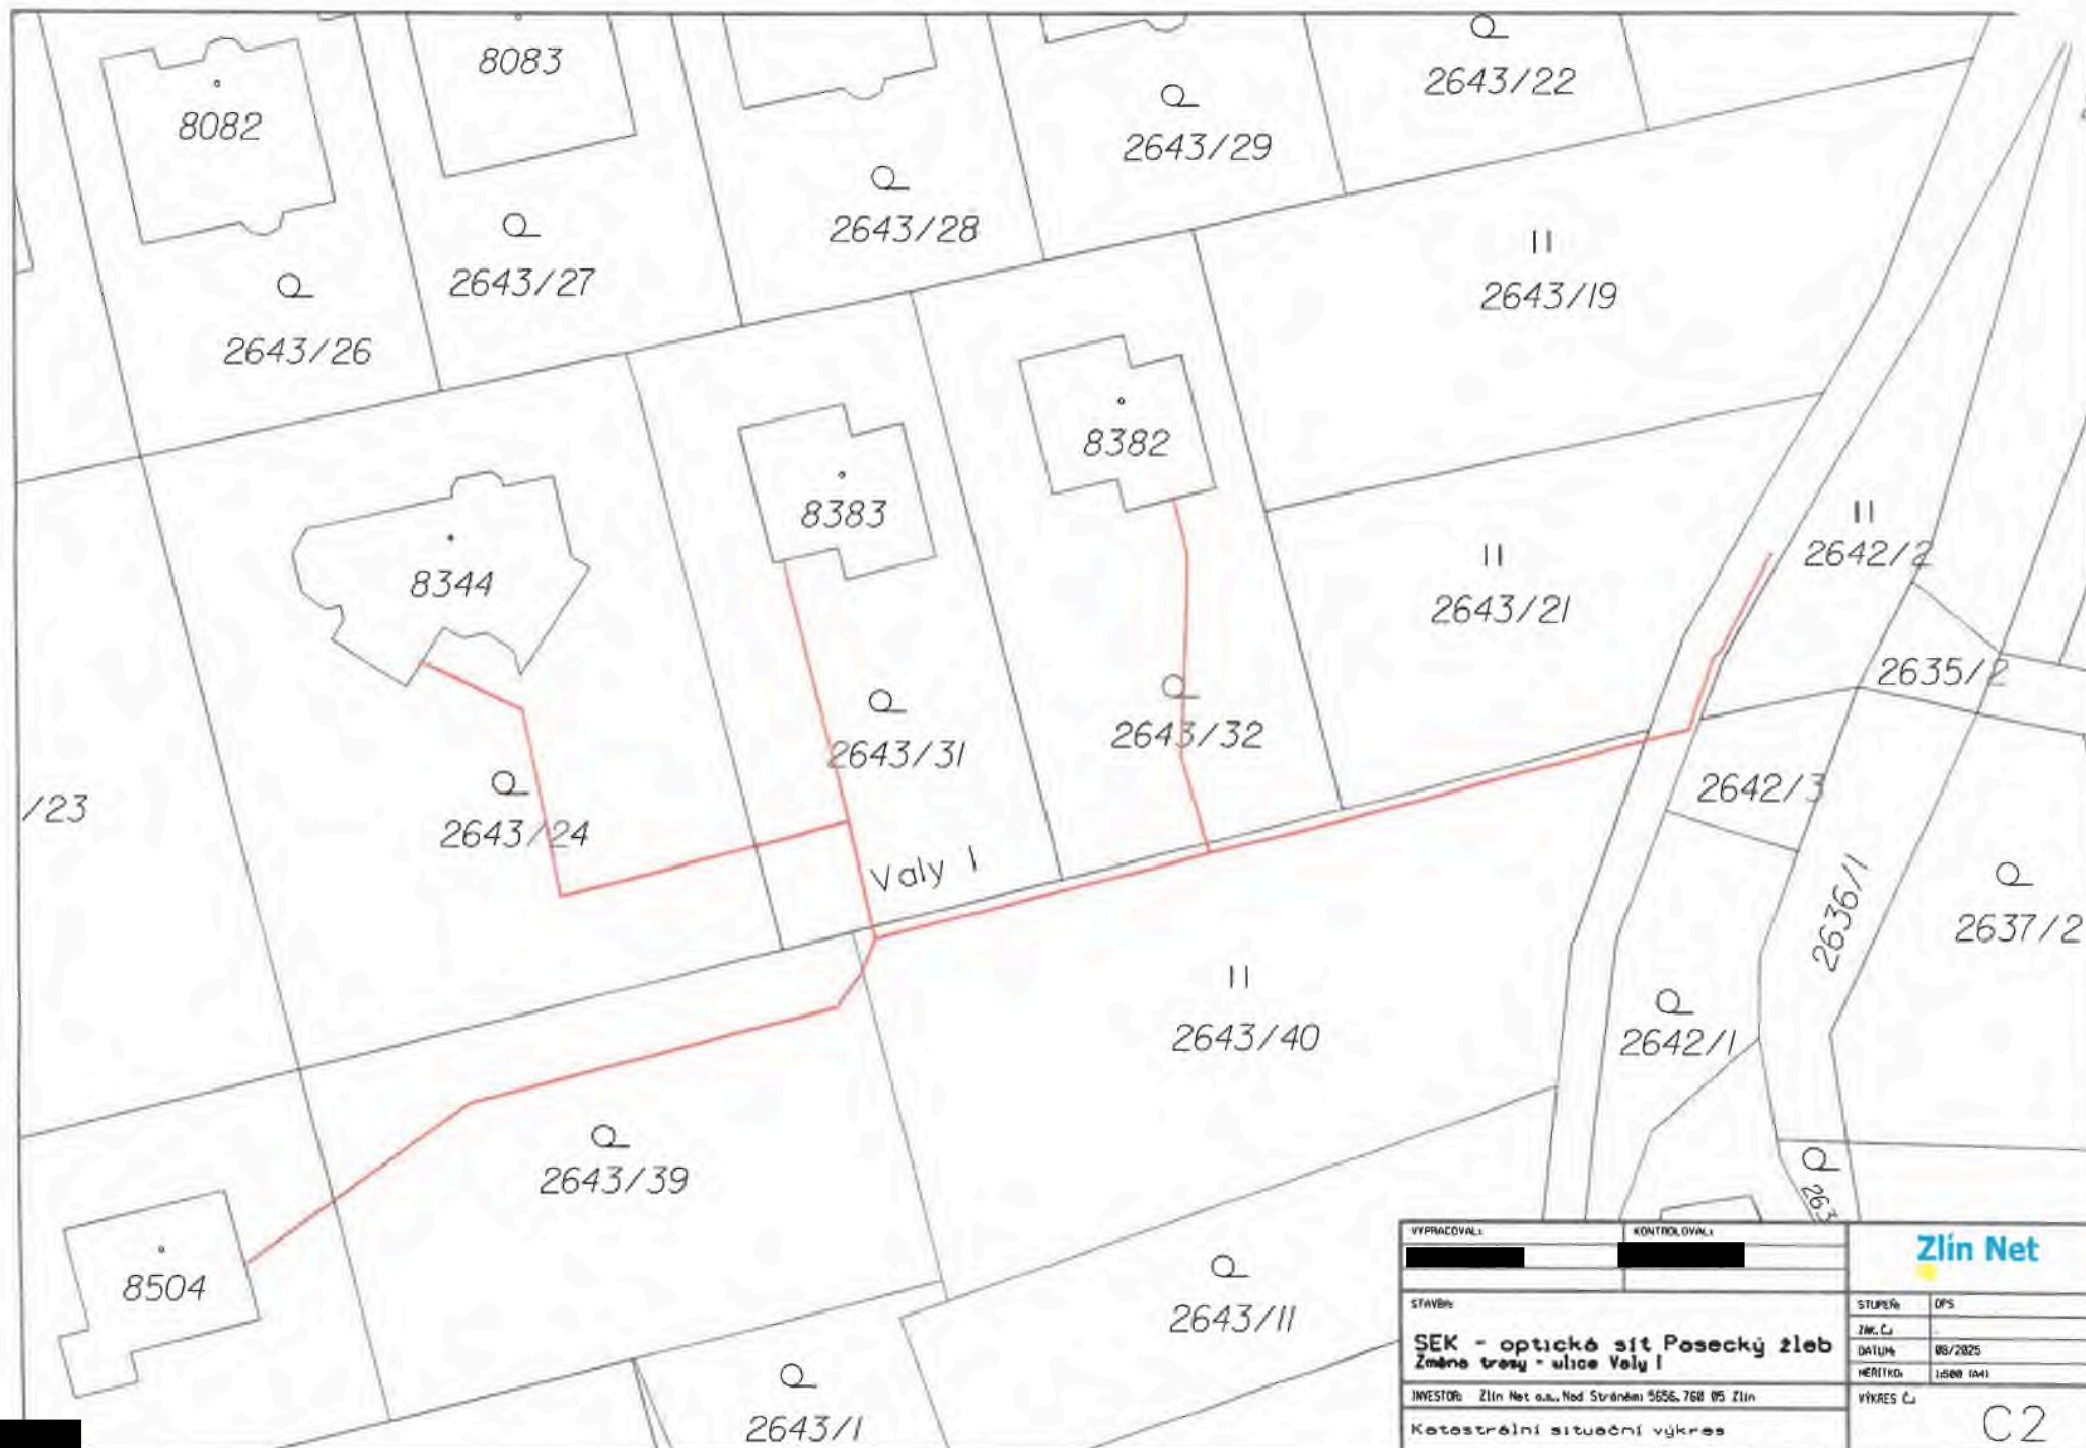 8083
8082
2643/22
2643/29
2643/28
2643/27
2643/26
2643/19
8382
8383
8344
2642/2
2643/21
2635/2
2643/31
2643/32
2642/3
/23
2643/24
Valy I
2636/1
2637/2
2643/40
2642/1
2643/39
263
8504
2643/11
2643/1
VYPRACOVAL:
KONTROLOVAL:
Zlín Net
STAVBA:
SEK - optická síť Pasecký žleb
Změna trasy - ulice Valy I
INVESTOR: Zlín Net a.s., Nad Stráněmi 5656, 760 05 Zlín
Katastrální situační výkres
STUPEŇ: DPS
ZAK.Č.:
DATUM: 08/2025
MĚŘÍTKO: 1:500 (A4)
VÝKRES Č.:
C2